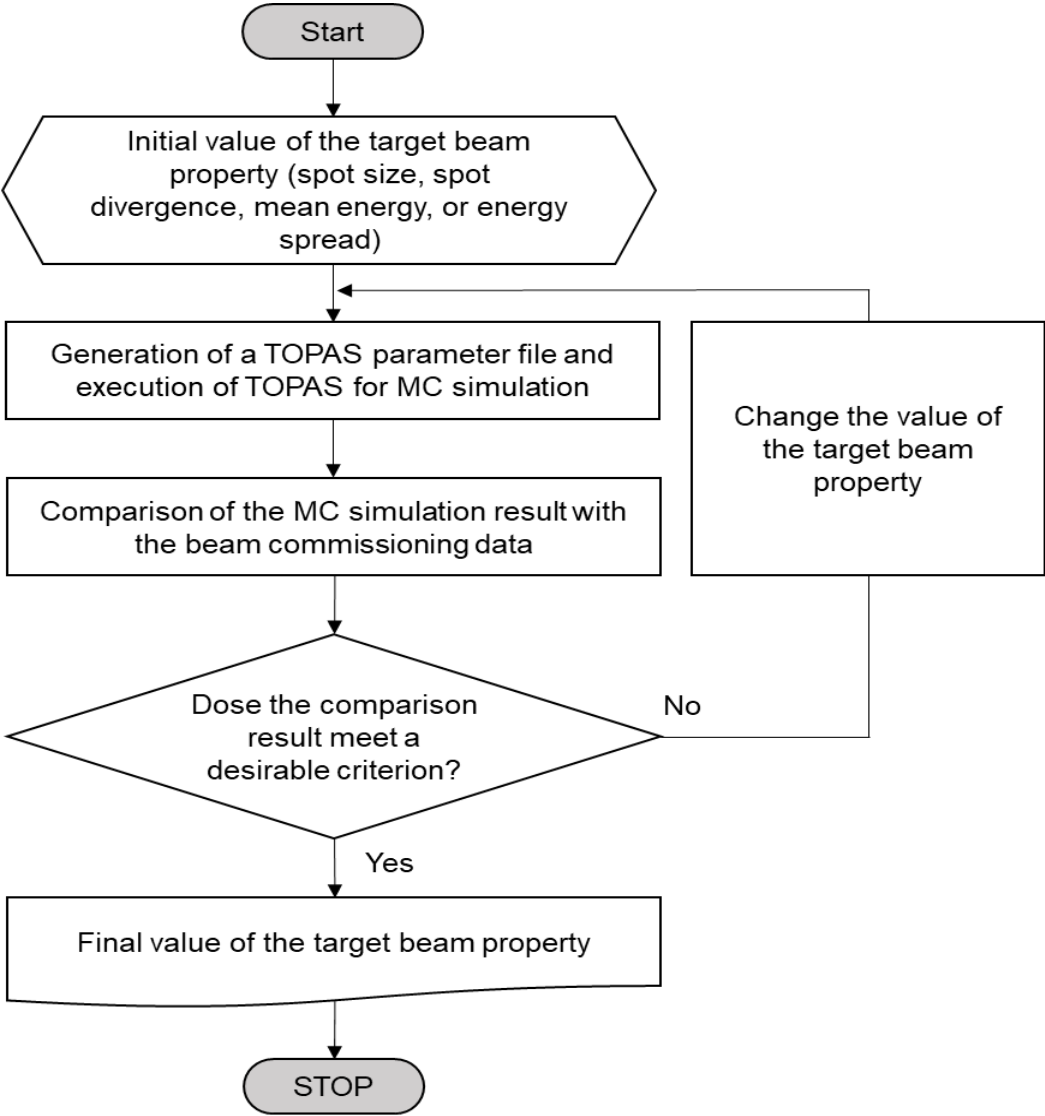 Start
Initial value of the target beam
property (spot size, spot
divergence, mean energy, or energy
spread)
Generation of a TOPAS parameter file and
execution of TOPAS for MC simulation
Change the value of
the target beam
property
Comparison of the MC simulation result with
the beam commissioning data
Dose the comparison
result meet a
desirable criterion?
No
Yes
Final value of the target beam property
STOP